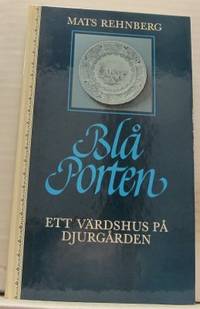 MATS REHNBERG
Blå
Porten
ETT VÄRDSHUS PÅ
DJURGÅRDEN